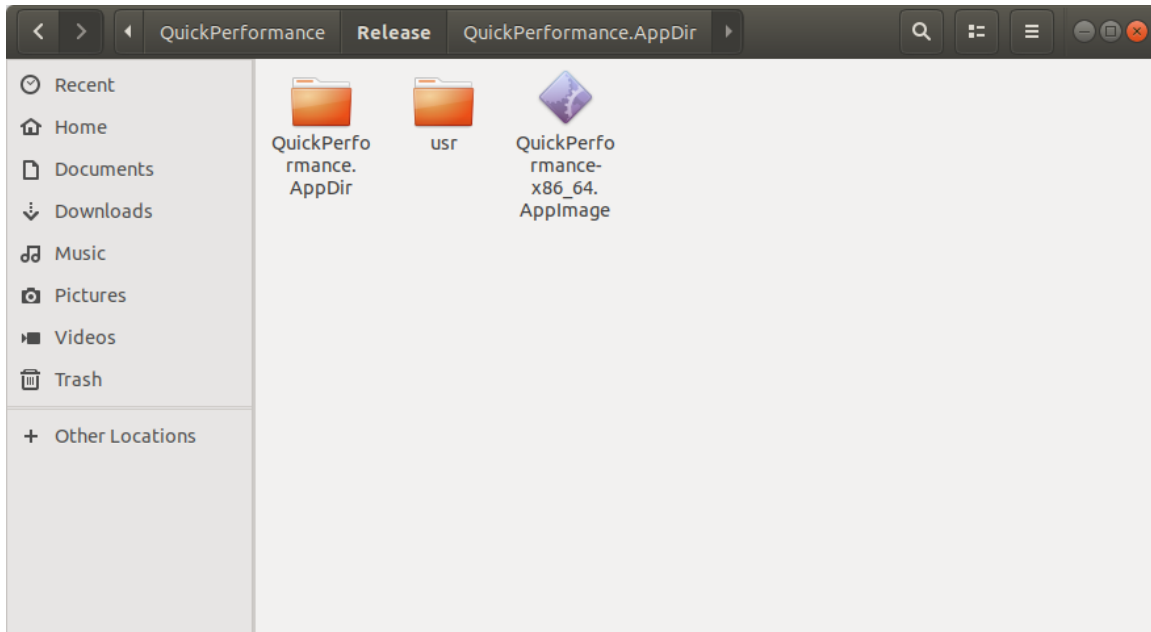 QuickPerformance Release QuickPerformance.AppDir
Recent
Home
Documents
Downloads
Music
Pictures
Videos
Trash
Other Locations
QuickPerfo
rmance.
AppDir
usr
QuickPerfo
rmance-
x86_64.
AppImage